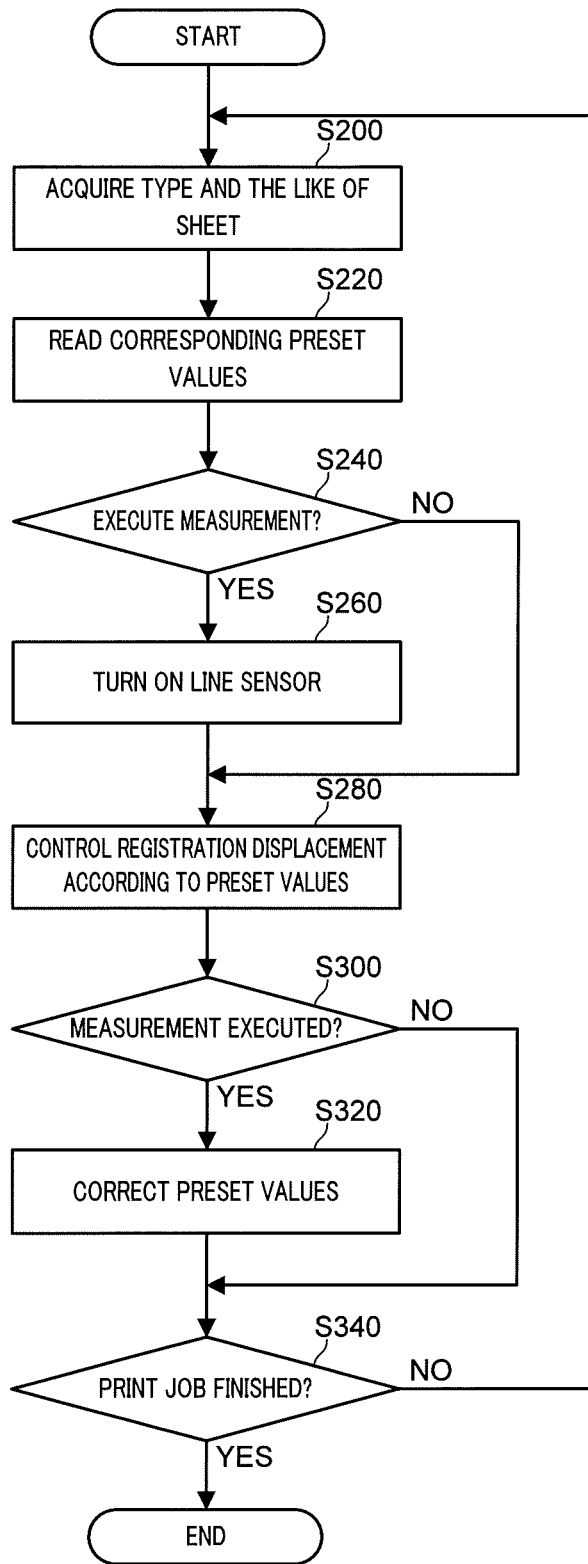 START
S200
ACQUIRE TYPE AND THE LIKE OF
SHEET
S220
READ CORRESPONDING PRESET
VALUES
S240
EXECUTE MEASUREMENT?
NO
YES
S260
TURN ON LINE SENSOR
S280
CONTROL REGISTRATION DISPLACEMENT
ACCORDING TO PRESET VALUES
S300
MEASUREMENT EXECUTED?
NO
YES
S320
CORRECT PRESET VALUES
S340
PRINT JOB FINISHED?
NO
YES
END